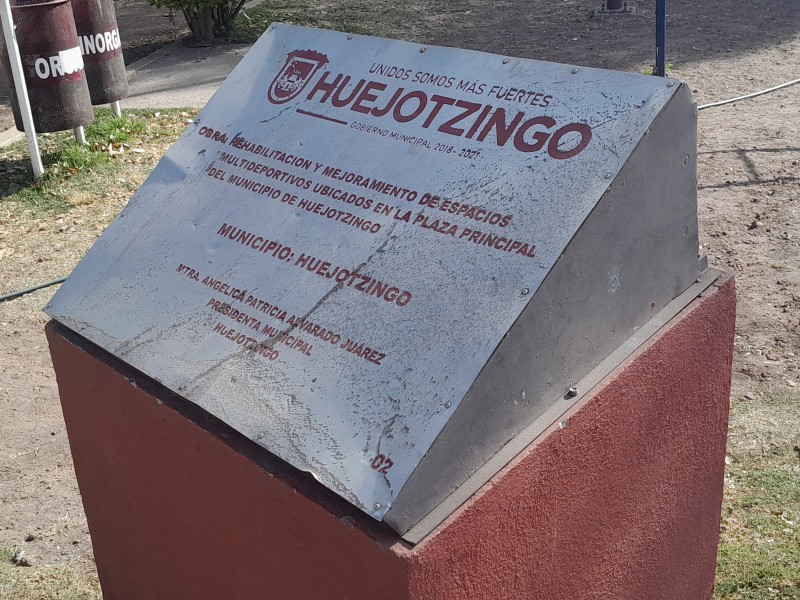 OR
INORG
UNIDOS SOMOS MÁS FUERTES
HUEJOTZINGO
GOBIERNO MUNICIPAL 2018 - 2021
OBRA: REHABILITACION Y MEJORAMIENTO DE ESPACIOS
MULTIDEPORTIVOS UBICADOS EN LA PLAZA PRINCIPAL
DEL MUNICIPIO DE HUEJOTZINGO
MUNICIPIO: HUEJOTZINGO
MTRA. ANGELICA PATRICIA ALVARADO JUAREZ
PRESIDENTA MUNICIPAL
HUEJOTZINGO
02